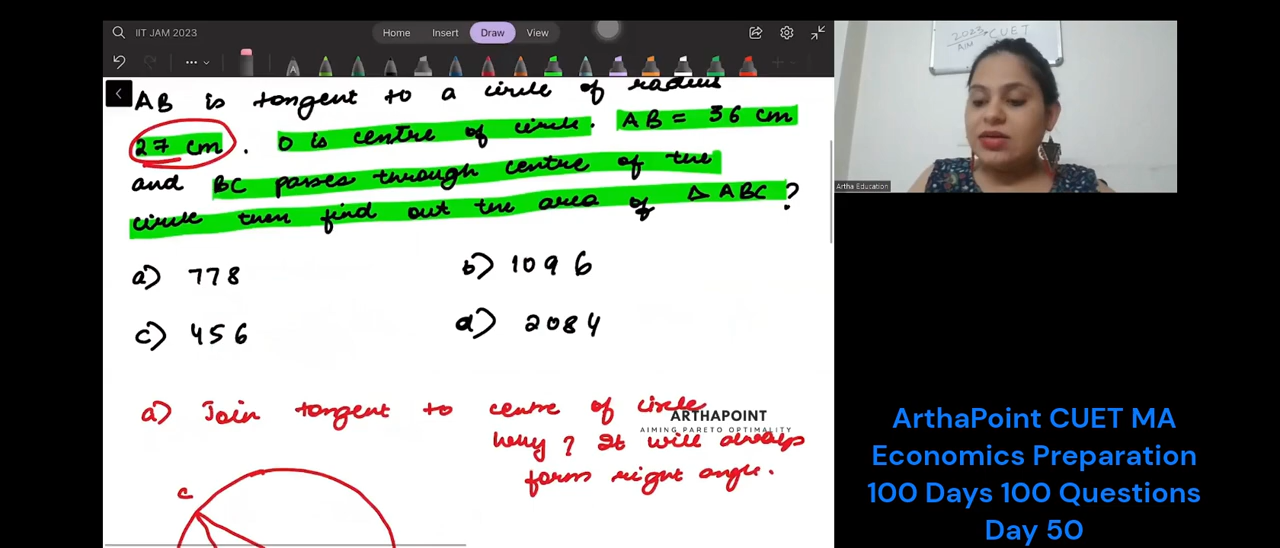 IIT JAM 2023
Home Insert Draw View
AB is tangent to a circle of radius
27 cm. O is centre of circle. AB = 36 cm
and BC passes through centre of the
circle then find out the area of Δ ABC?
a) 778
b) 1096
c) 456
d) 2084
a) Join tangent to centre of circle
Why? It will always
form right angle.
ARTHAPOINT
AIMING PARETO OPTIMALITY
C
2023 CUET
Artha Education
ArthaPoint CUET MA
Economics Preparation
100 Days 100 Questions
Day 50